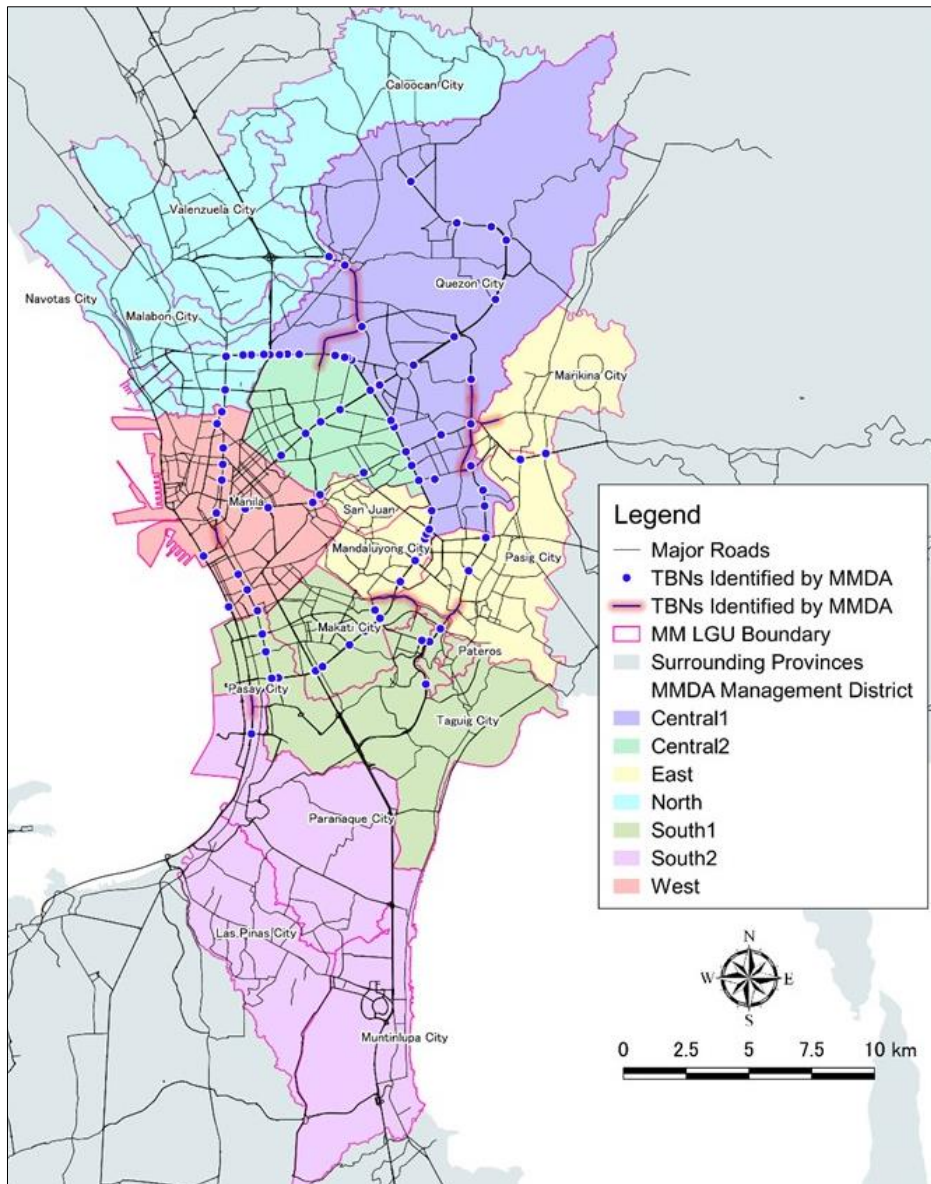 Caloocan City
Valenzuela City
Quezon City
Navotas City
Malabon City
Marikina City
Manila
San Juan
Mandaluyong City
Pasig City
Makati City
Pateros
Pasay City
Taguig City
Paranaque City
Las Pinas City
Muntinlupa City
Legend
Major Roads
TBNs Identified by MMDA
TBNs Identified by MMDA
MM LGU Boundary
Surrounding Provinces
MMDA Management District
Central1
Central2
East
North
South1
South2
West
N
W E
S
0 2.5 5 7.5 10 km